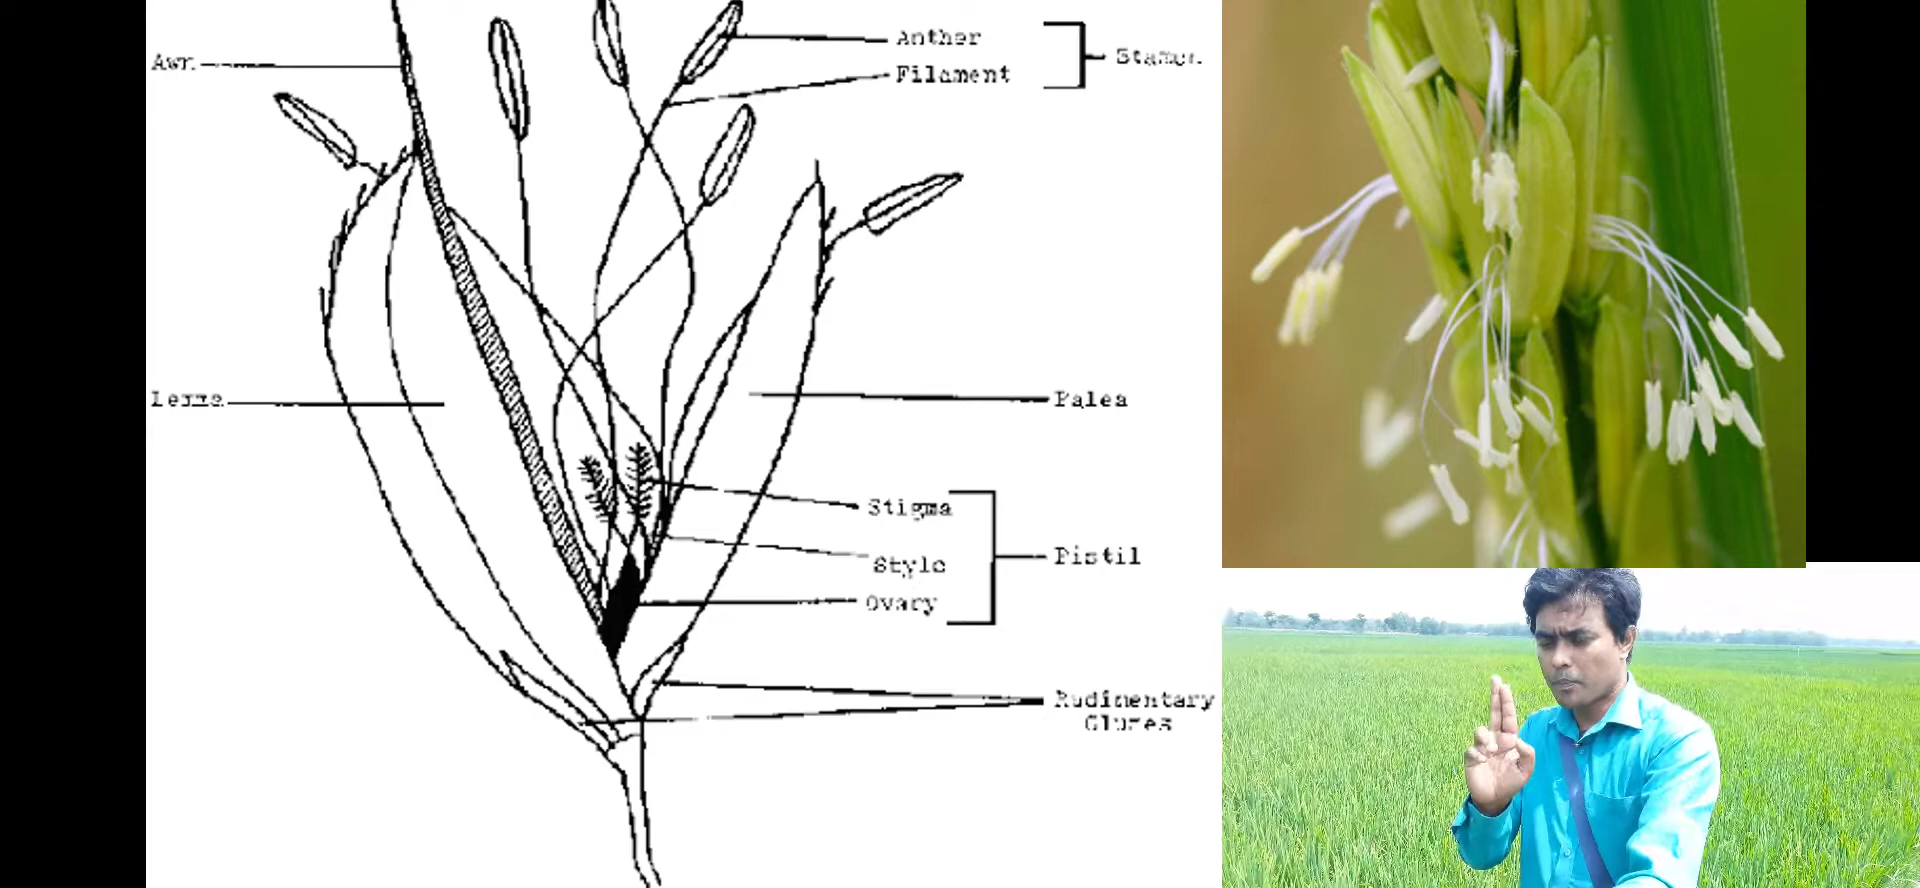 Awn
Anther
Filament
Stamen
Lemma
Palea
Stigma
Style
Ovary
Pistil
Rudimentary
Glumes